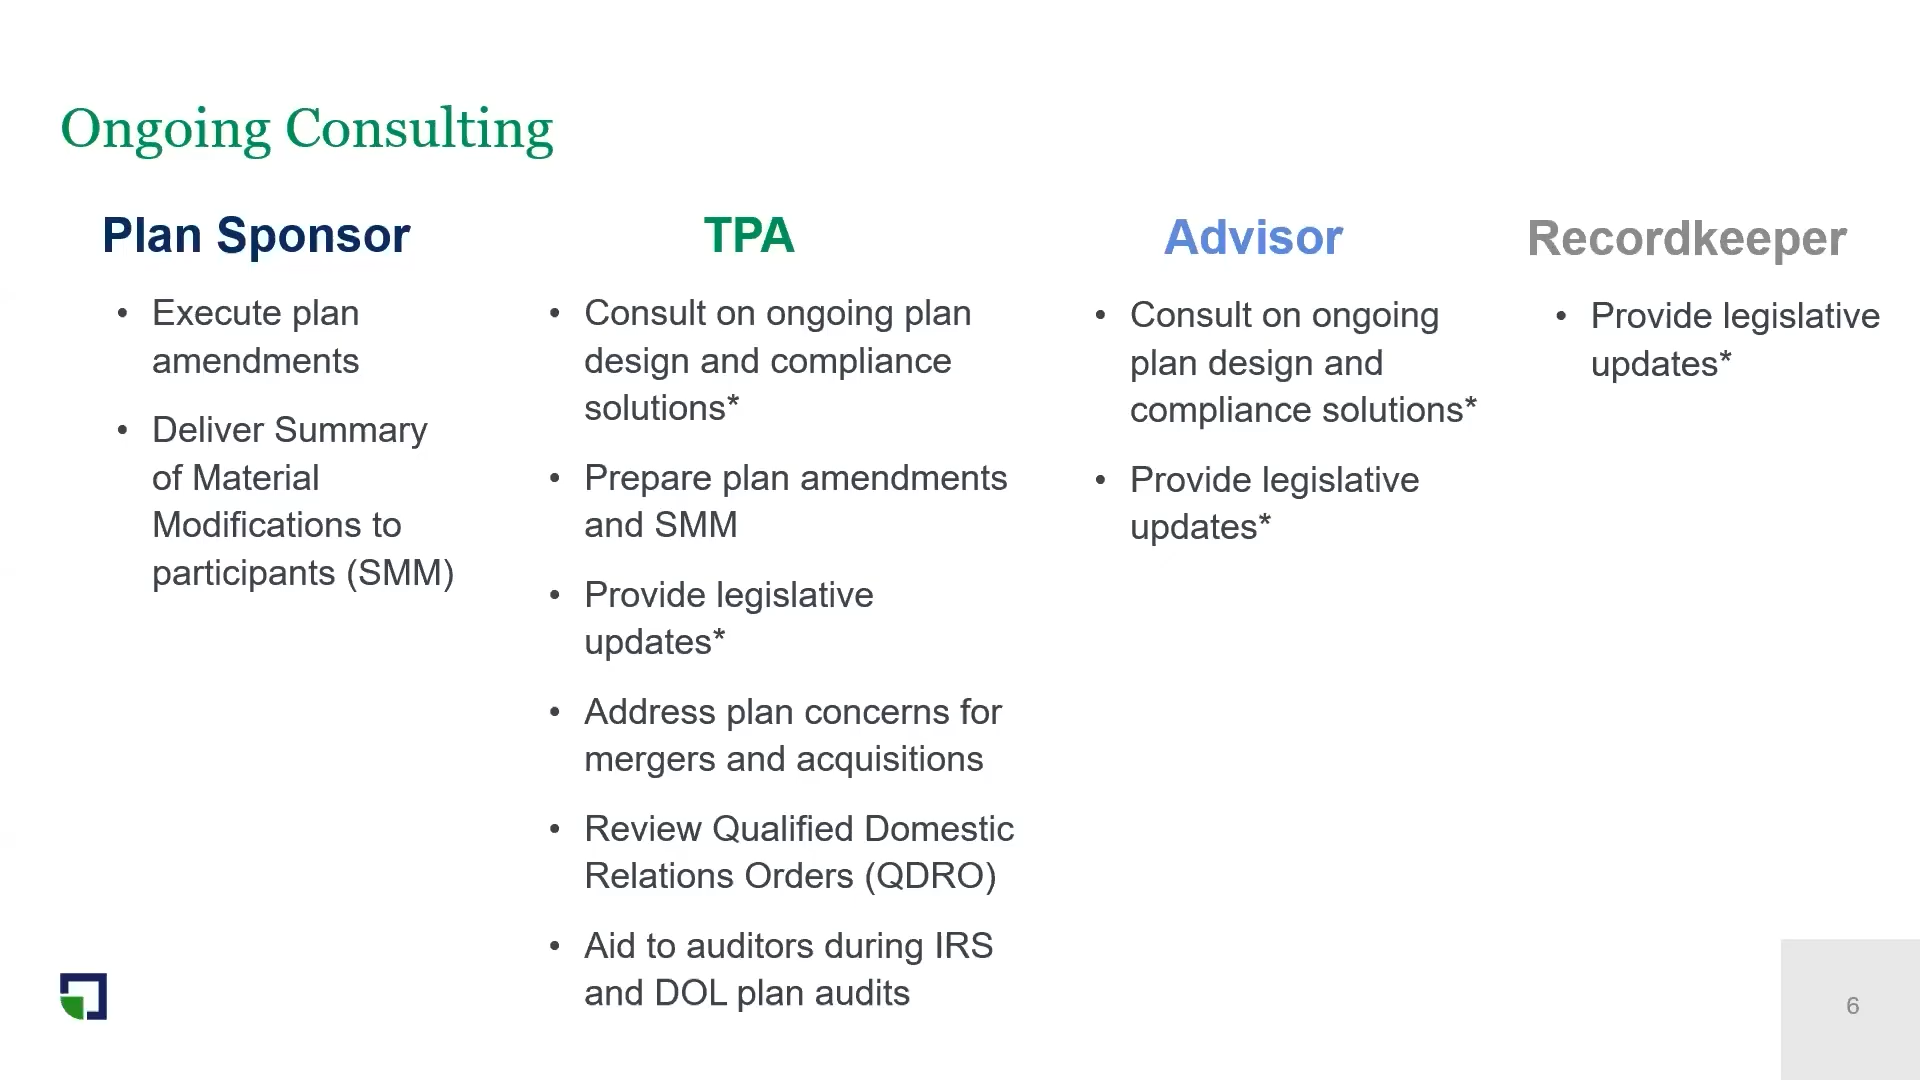 Ongoing Consulting
Plan Sponsor
• Execute plan
amendments
• Deliver Summary
of Material
Modifications to
participants (SMM)
TPA
• Consult on ongoing plan
design and compliance
solutions*
• Prepare plan amendments
and SMM
• Provide legislative
updates*
• Address plan concerns for
mergers and acquisitions
• Review Qualified Domestic
Relations Orders (QDRO)
• Aid to auditors during IRS
and DOL plan audits
Advisor
• Consult on ongoing
plan design and
compliance solutions*
• Provide legislative
updates*
Recordkeeper
• Provide legislative
updates*
6